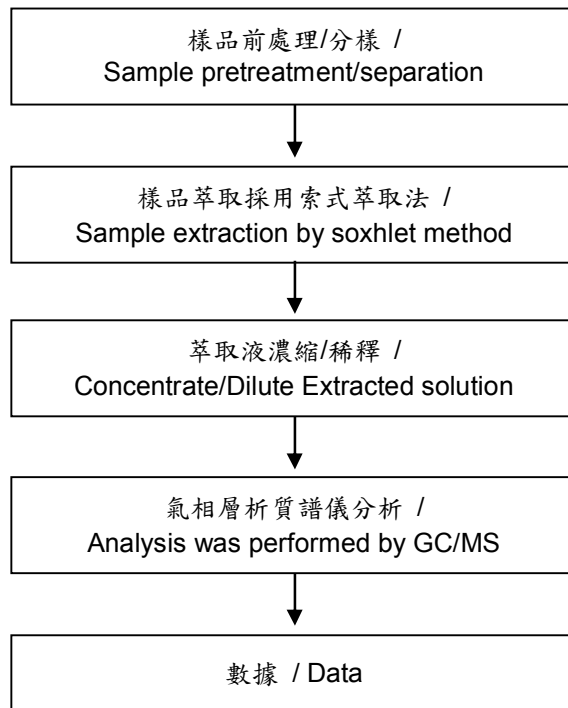 樣品前處理/分樣 /
Sample pretreatment/separation
樣品萃取採用索式萃取法 /
Sample extraction by soxhlet method
萃取液濃縮/稀釋 /
Concentrate/Dilute Extracted solution
氣相層析質譜儀分析 /
Analysis was performed by GC/MS
數據 / Data